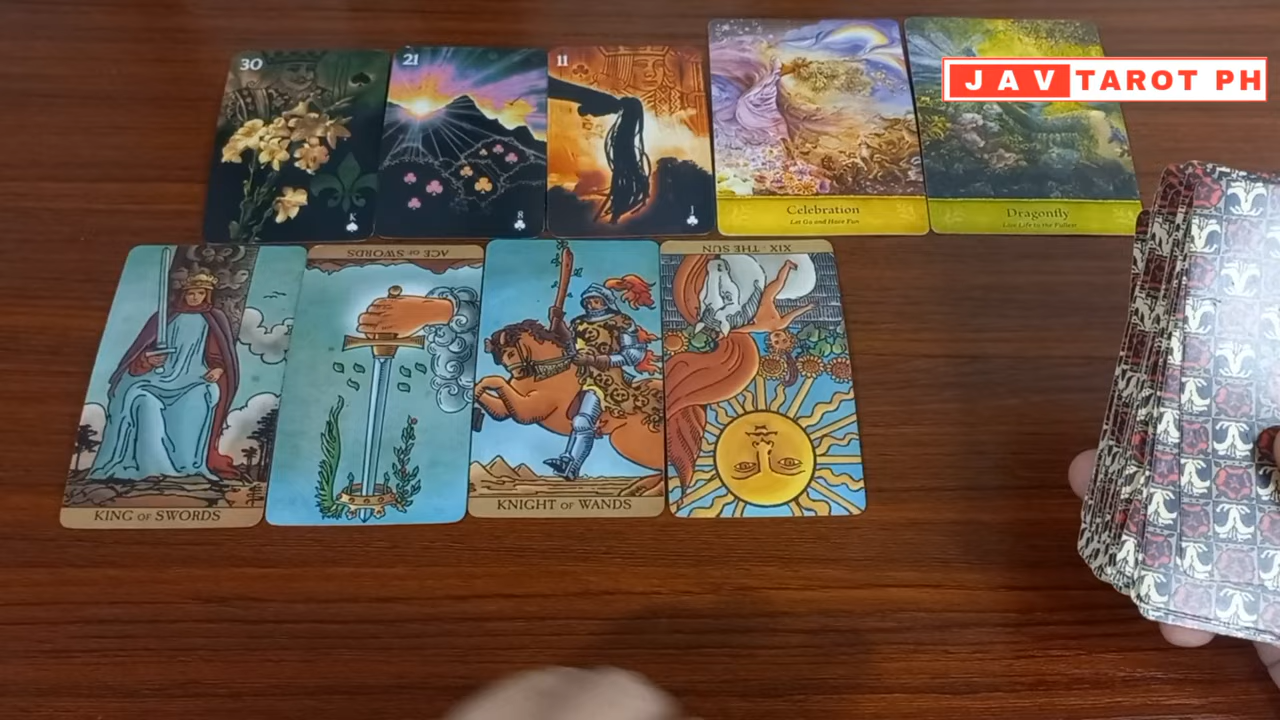 30
K
21
8
11
J
Celebration
Let Go and Have Fun
Dragonfly
Live Life to the Fullest
JAV TAROT PH
KING OF SWORDS
ACE OF SWORDS
KNIGHT OF WANDS
XIX · THE SUN